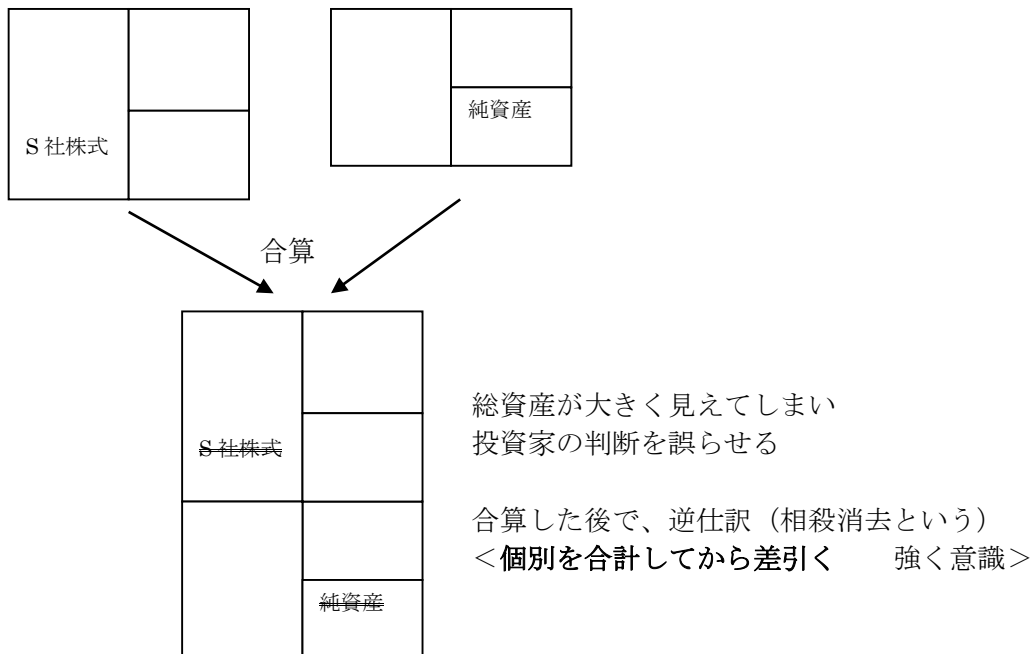 S 社株式
純資産
合算
総資産が大きく見えてしまい
投資家の判断を誤らせる
S 社株式
合算した後で、逆仕訳（相殺消去という）
＜個別を合計してから差引く　　強く意識＞
純資産